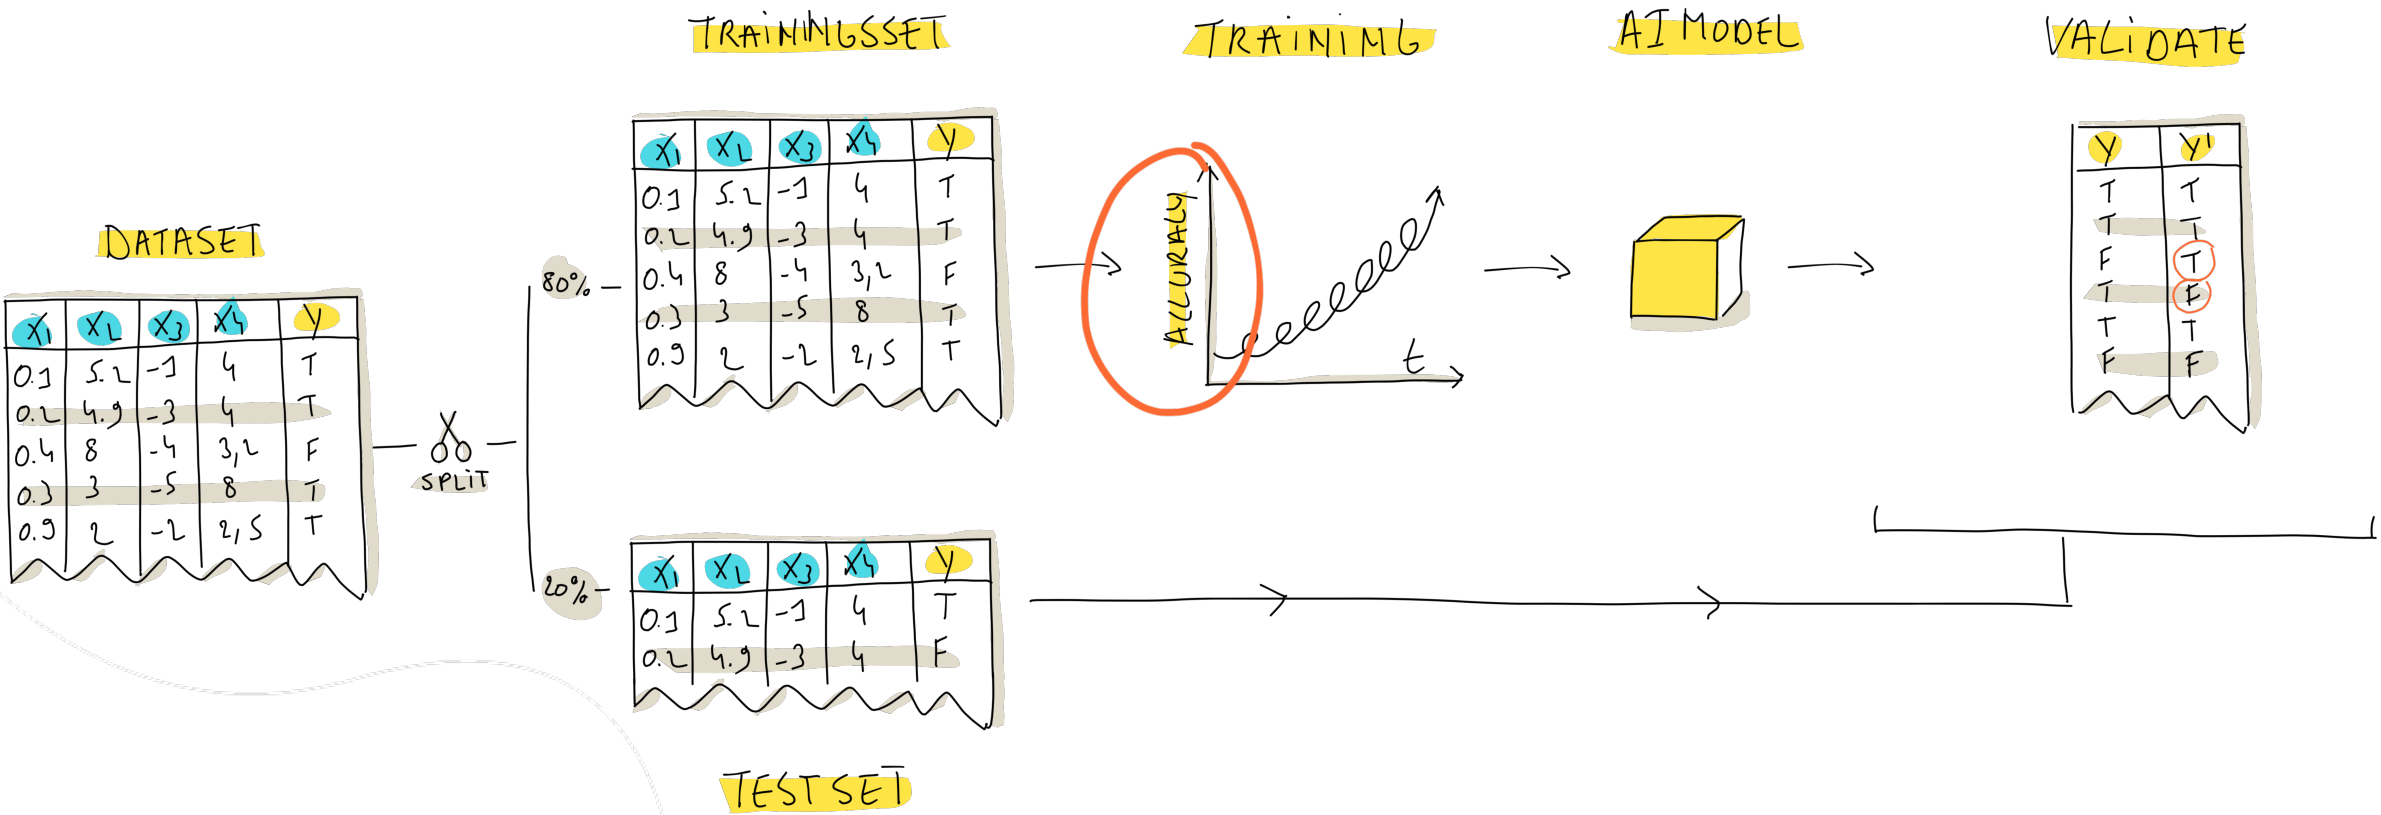 DATASET
X1 X2 X3 X4 Y
0.1 5.2 -1 4 T
0.2 4.9 -3 4 T
0.4 8 -4 3,2 F
0.3 3 -5 8 T
0.9 2 -2 2,5 T
SPLIT
80%
20%
TRAININGSSET
X1 X2 X3 X4 Y
0.1 5.2 -1 4 T
0.2 4.9 -3 4 T
0.4 8 -4 3,2 F
0.3 3 -5 8 T
0.9 2 -2 2,5 T
X1 X2 X3 X4 Y
0.1 5.2 -1 4 T
0.2 4.9 -3 4 F
TEST SET
TRAINING
ACCURACY
t
AI MODEL
VALIDATE
Y Y'
T T
T T
F T
T F
T T
F F